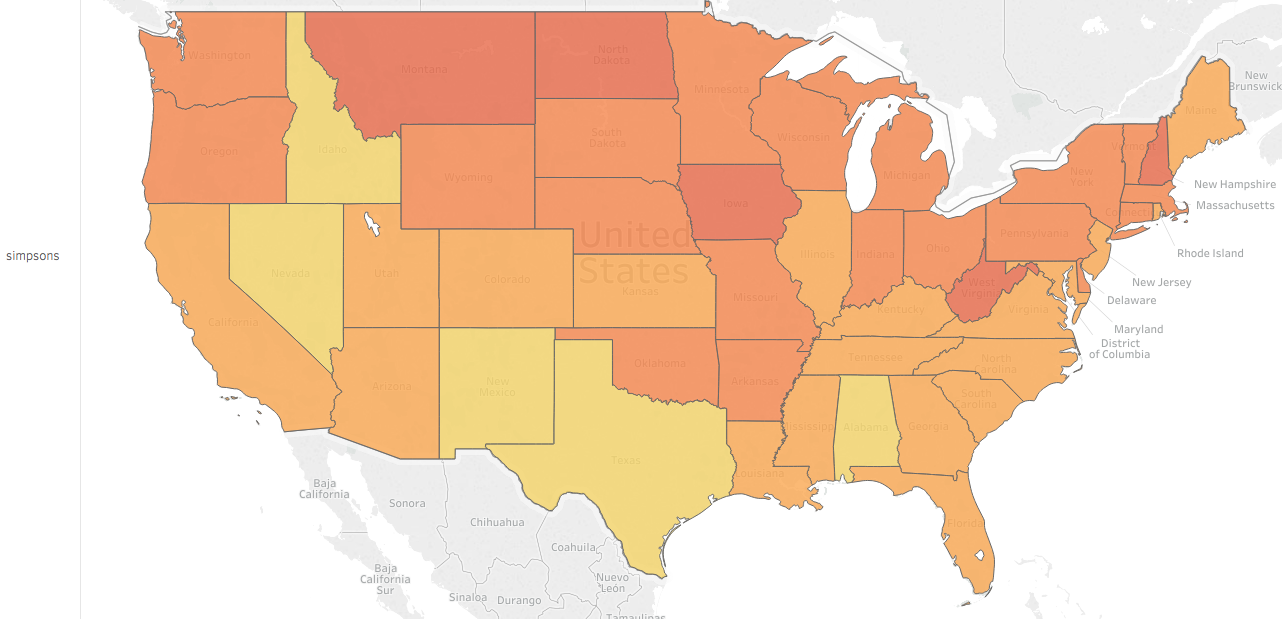 simpsons
Washington
Montana
North
Dakota
Minnesota
Oregon
Idaho
Wyoming
South
Dakota
Wisconsin
Michigan
New
York
Vermont
Maine
New
Brunswick
New Hampshire
Massachusetts
Connecti
Rhode Island
Nevada
Utah
Colorado
United
States
Kansas
Iowa
Illinois
Indiana
Ohio
Pennsylvania
New Jersey
Delaware
Maryland
District
of Columbia
West
Virginia
Virginia
Kentucky
Missouri
California
Arizona
New
Mexico
Oklahoma
Arkansas
Tennessee
North
Carolina
South
Carolina
Mississippi
Alabama
Georgia
Texas
Louisiana
Florida
Baja
California
Sonora
Chihuahua
Coahuila
Baja
California
Sur
Sinaloa
Durango
Nuevo
León
Tamaulipas